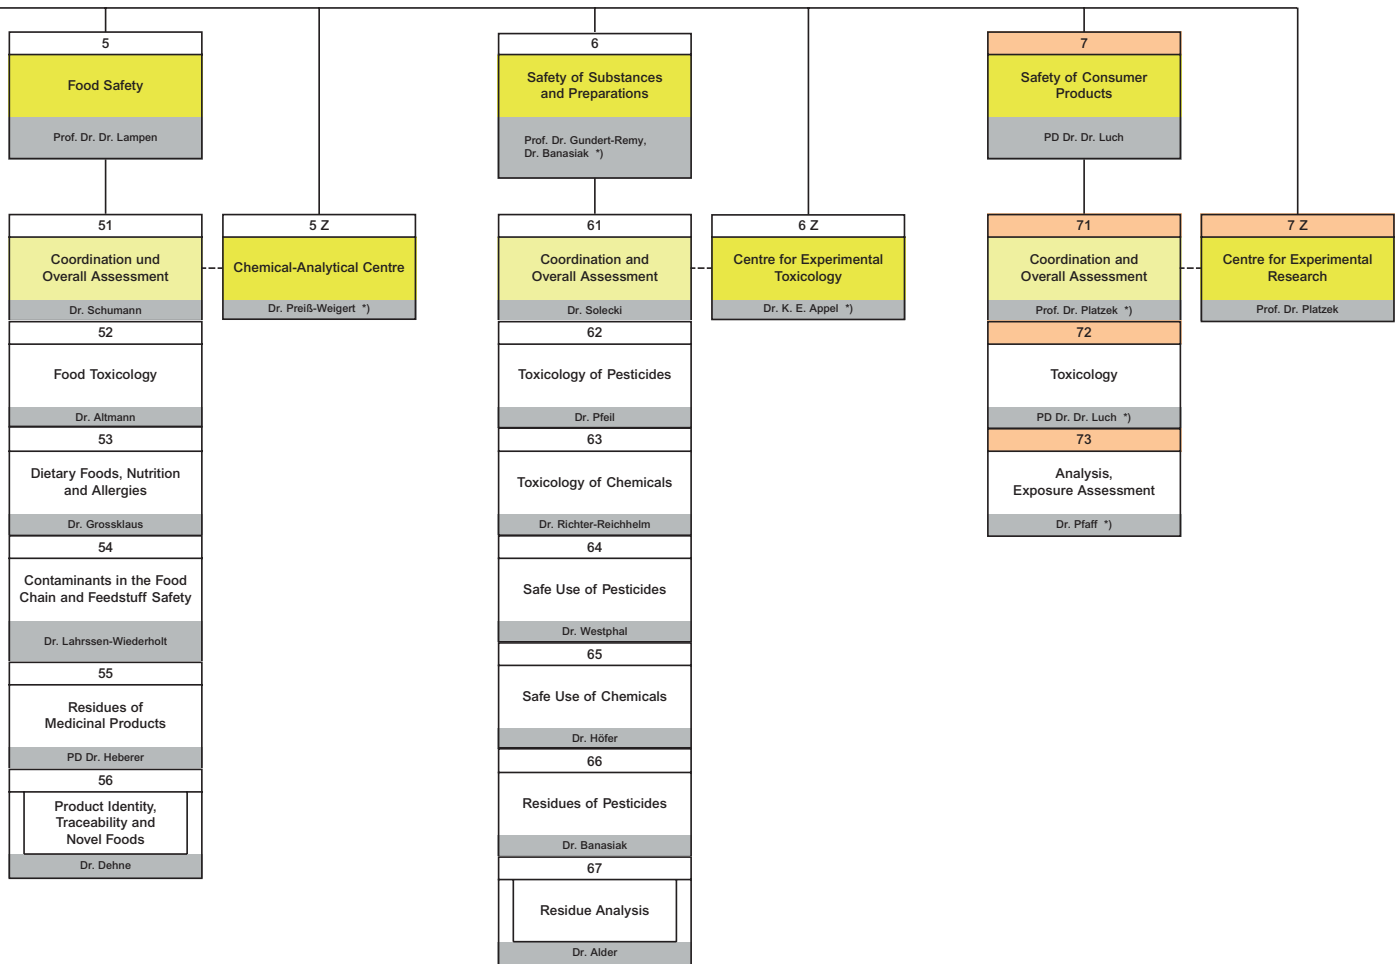 5
Food Safety
Prof. Dr. Dr. Lampen
6
Safety of Substances
and Preparations
Prof. Dr. Gundert-Remy,
Dr. Banasiak *)
7
Safety of Consumer
Products
PD Dr. Dr. Luch
51
Coordination und
Overall Assessment
Dr. Schumann
5 Z
Chemical-Analytical Centre
Dr. Preiß-Weigert *)
52
Food Toxicology
Dr. Altmann
53
Dietary Foods, Nutrition
and Allergies
Dr. Grossklaus
54
Contaminants in the Food
Chain and Feedstuff Safety
Dr. Lahrssen-Wiederholt
55
Residues of
Medicinal Products
PD Dr. Heberer
56
Product Identity,
Traceability and
Novel Foods
Dr. Dehne
61
Coordination and
Overall Assessment
Dr. Solecki
6 Z
Centre for Experimental
Toxicology
Dr. K. E. Appel *)
62
Toxicology of Pesticides
Dr. Pfeil
63
Toxicology of Chemicals
Dr. Richter-Reichhelm
64
Safe Use of Pesticides
Dr. Westphal
65
Safe Use of Chemicals
Dr. Höfer
66
Residues of Pesticides
Dr. Banasiak
67
Residue Analysis
Dr. Alder
71
Coordination and
Overall Assessment
Prof. Dr. Platzek *)
7 Z
Centre for Experimental
Research
Prof. Dr. Platzek
72
Toxicology
PD Dr. Dr. Luch *)
73
Analysis,
Exposure Assessment
Dr. Pfaff *)